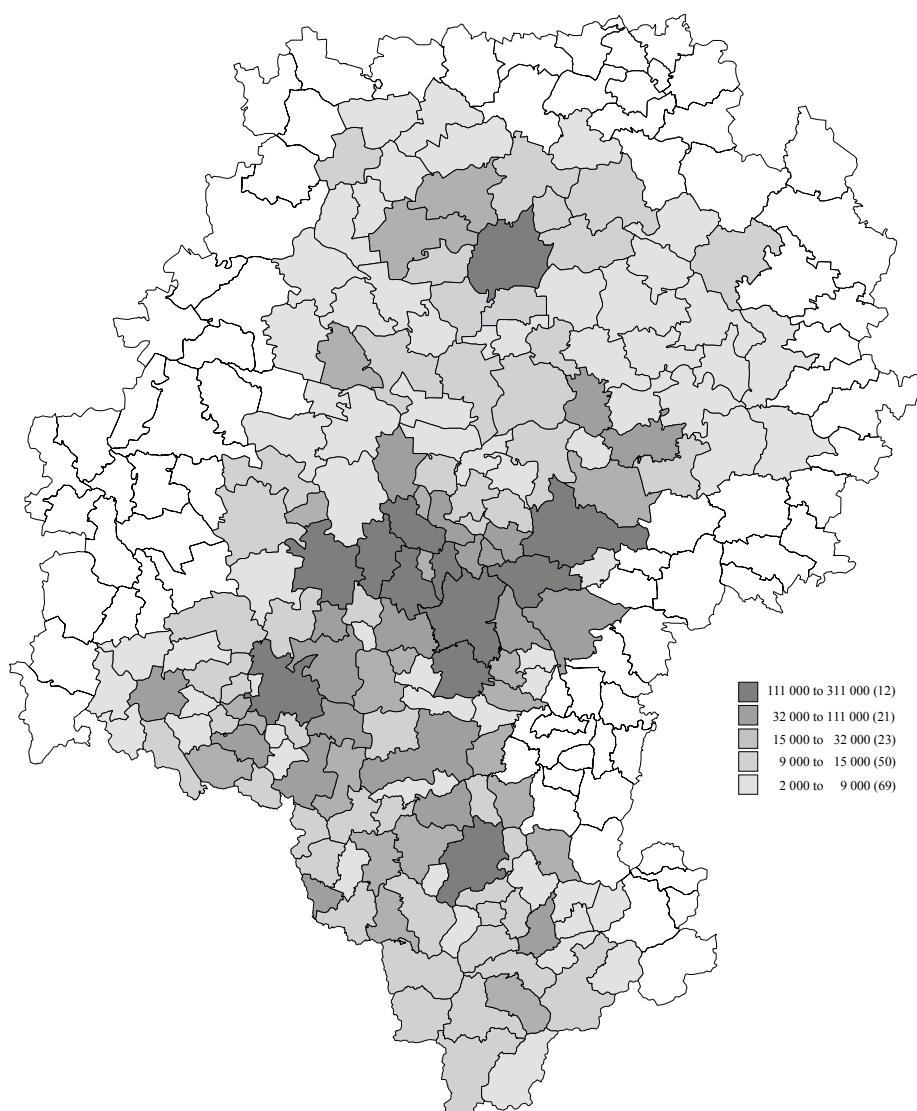 111 000 to 311 000 (12)
32 000 to 111 000 (21)
15 000 to 32 000 (23)
9 000 to 15 000 (50)
2 000 to 9 000 (69)